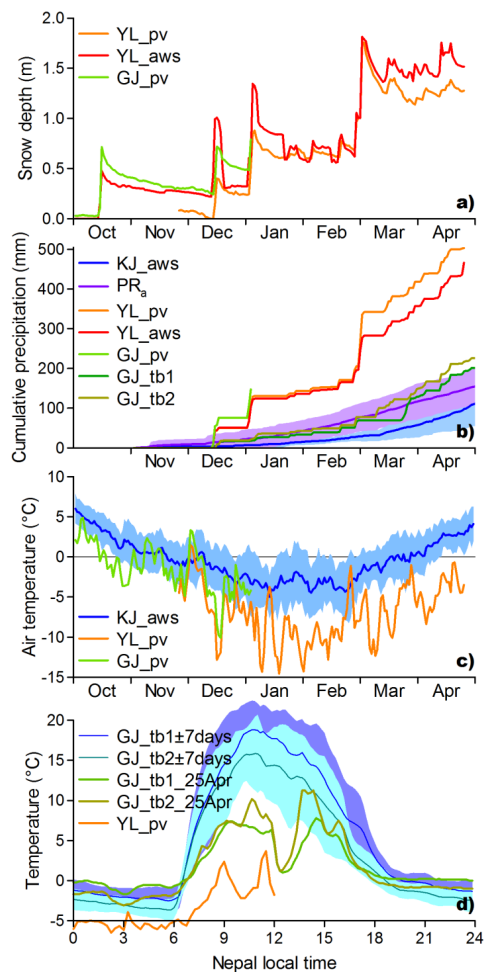 2.0
1.5
1.0
0.5
0.0
Snow depth (m)
YL_pv
YL_aws
GJ_pv
a)
Oct Nov Dec Jan Feb Mar Apr
500
400
300
200
100
0
Cumulative precipitation (mm)
KJ_aws
PRa
YL_pv
YL_aws
GJ_pv
GJ_tb1
GJ_tb2
b)
Nov Dec Jan Feb Mar Apr
10
5
0
-5
-10
-15
Air temperature (°C)
KJ_aws
YL_pv
GJ_pv
c)
Oct Nov Dec Jan Feb Mar Apr
20
15
10
5
0
-5
Temperature (°C)
GJ_tb1±7days
GJ_tb2±7days
GJ_tb1_25Apr
GJ_tb2_25Apr
YL_pv
d)
0 3 6 9 12 15 18 21 24
Nepal local time